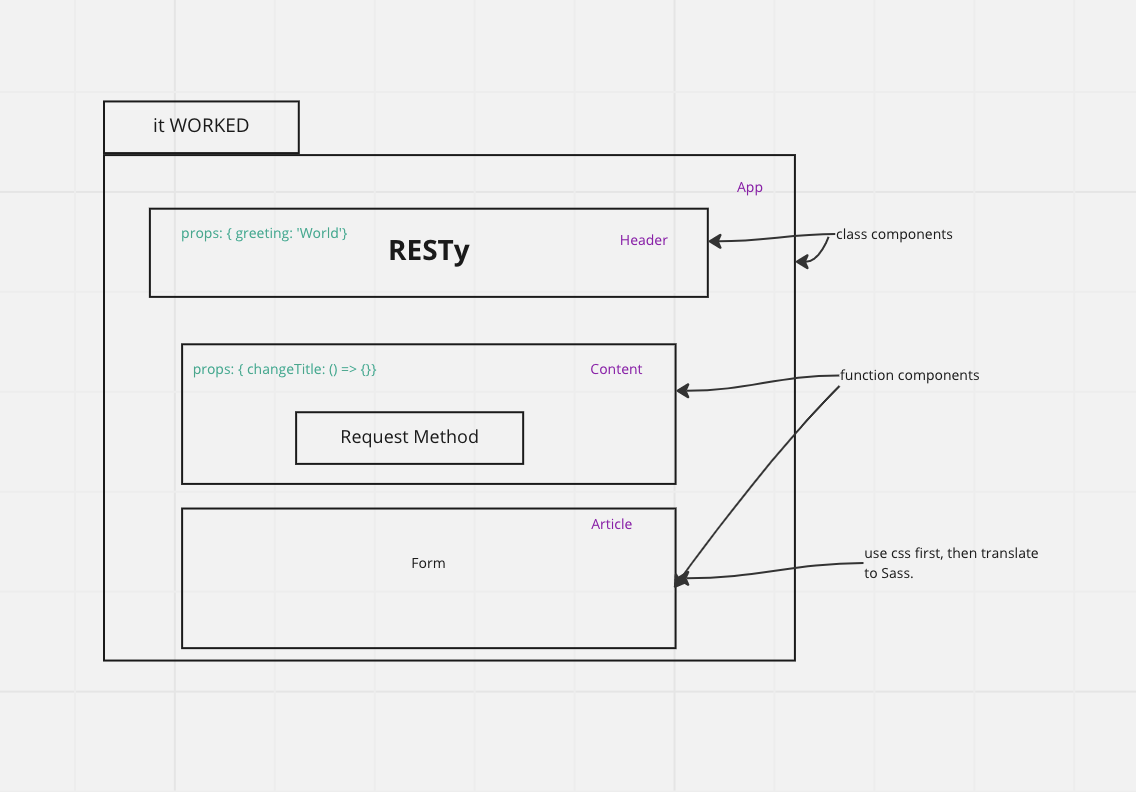 it WORKED
App
props: { greeting: 'World'}
RESTy
Header
class components
props: { changeTitle: () => {}}
Content
function components
Request Method
Article
Form
use css first, then translate
to Sass.